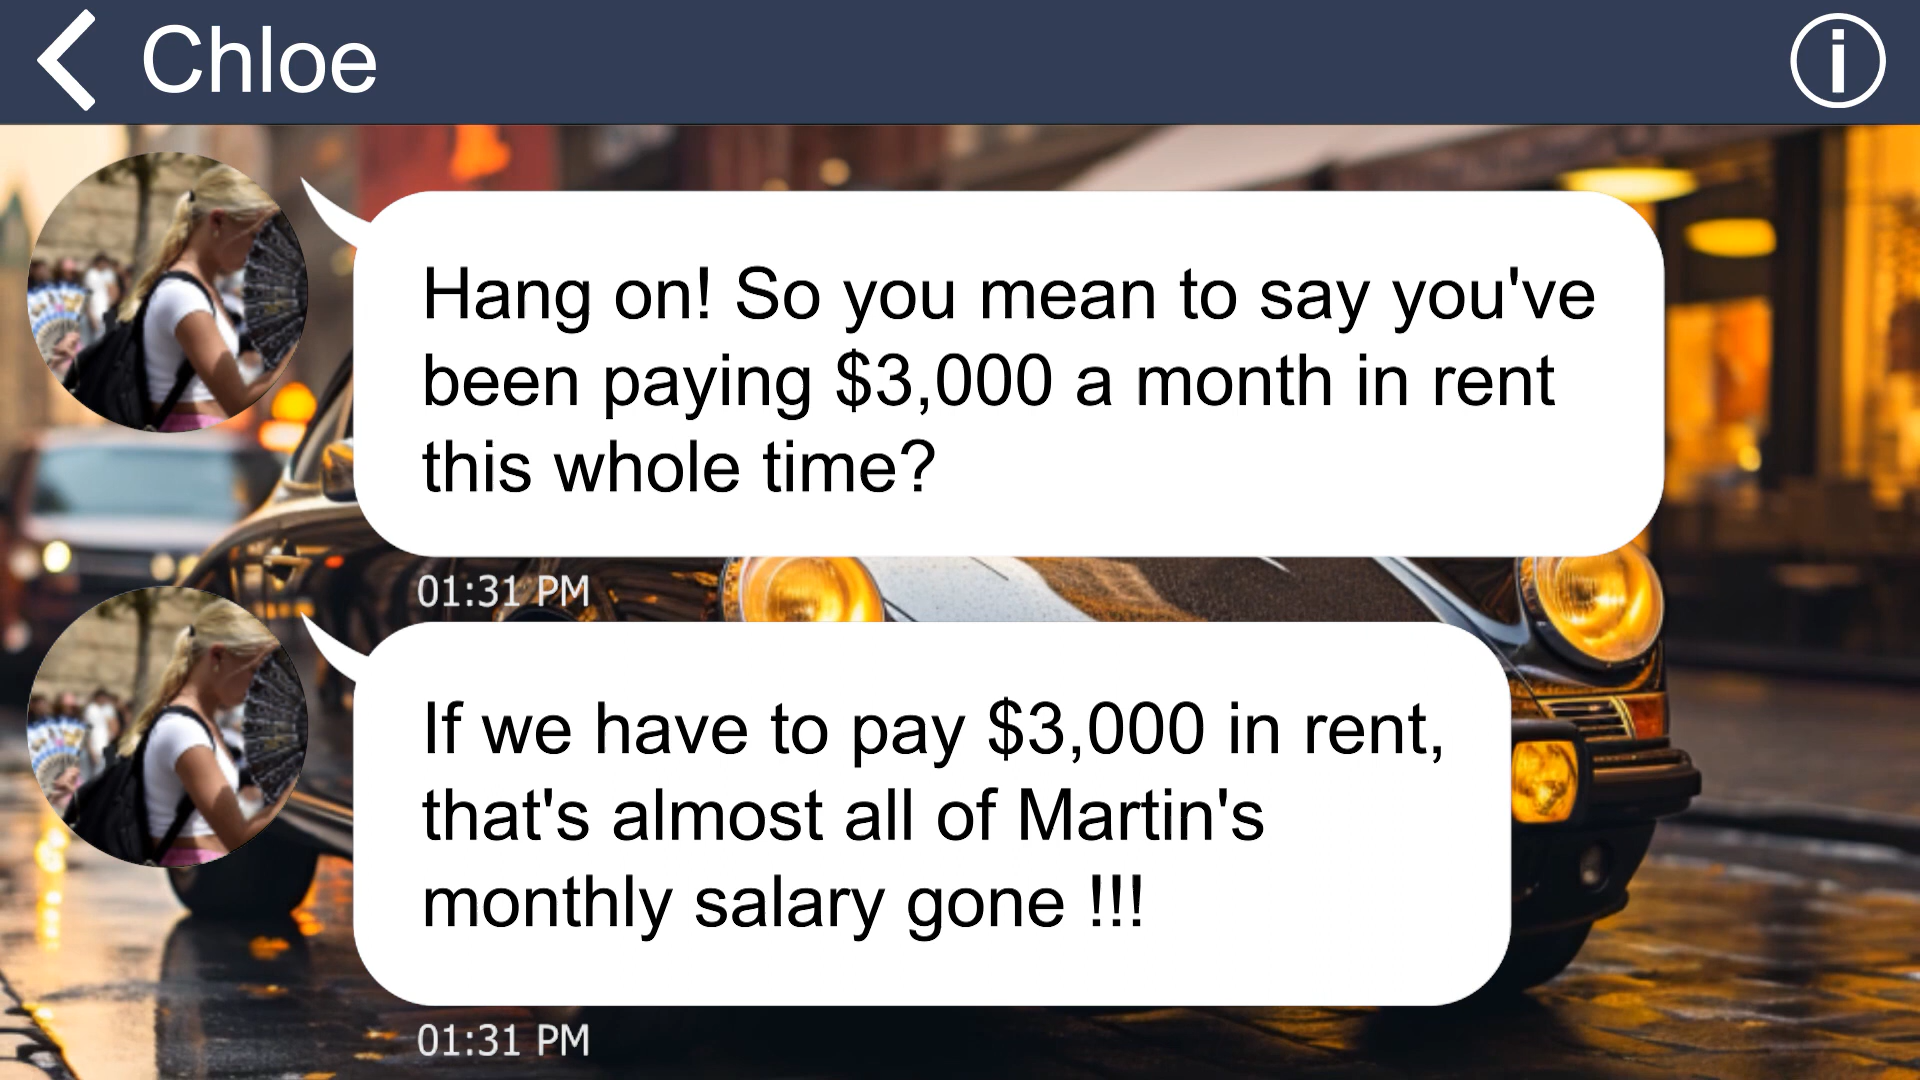 Chloe
Hang on! So you mean to say you've
been paying $3,000 a month in rent
this whole time?
01:31 PM
If we have to pay $3,000 in rent,
that's almost all of Martin's
monthly salary gone !!!
01:31 PM